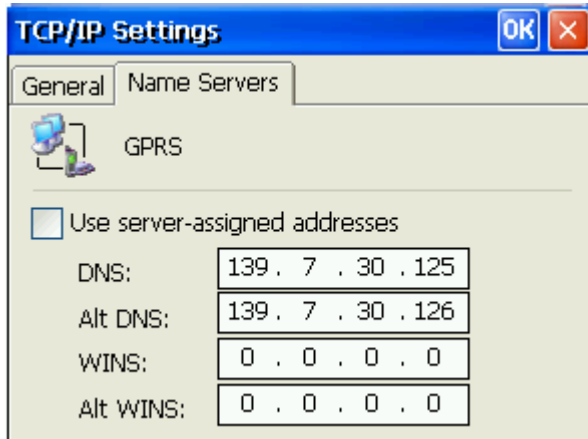 TCP/IP Settings OK
General Name Servers
GPRS
Use server-assigned addresses
DNS: 139 . 7 . 30 . 125
Alt DNS: 139 . 7 . 30 . 126
WINS: 0 . 0 . 0 . 0
Alt WINS: 0 . 0 . 0 . 0